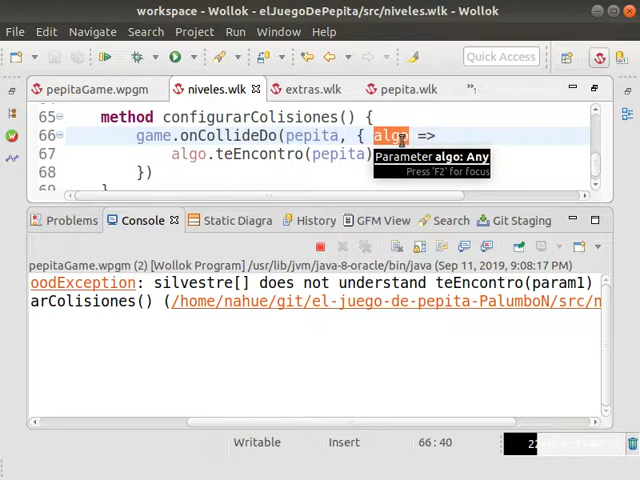 workspace - elJuegoDePepita/src/niveles.wlk - Wollok
File Edit Navigate Search Project Run Window Help
Quick Access
pepitaGame.wpgm niveles.wlk extras.wlk pepita.wlk
65 method configurarColisiones() {
66 game.onCollideDo(pepita, { algo =>
67 algo.teEncontro(pepita)
68 })
69 }
Parameter algo: Any
Press 'F2' for focus
Problems Console Static Diagra History GFM View Search Git Staging
pepitaGame.wpgm (2) [Wollok Program] /usr/lib/jvm/java-8-oracle/bin/java (Sep 11, 2019, 9:08:17 PM)
oodException: silvestre[] does not understand teEncontro(param1)
arColisiones() (/home/nahue/git/el-juego-de-pepita-PalumboN/src/n
Writable Insert 66:40